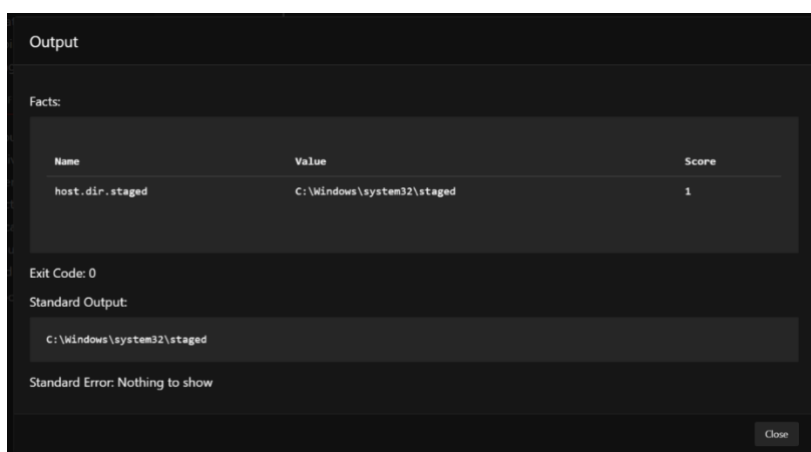 Output
Facts:
Name Value Score
host.dir.staged C:\Windows\system32\staged 1
Exit Code: 0
Standard Output:
C:\Windows\system32\staged
Standard Error: Nothing to show
Close